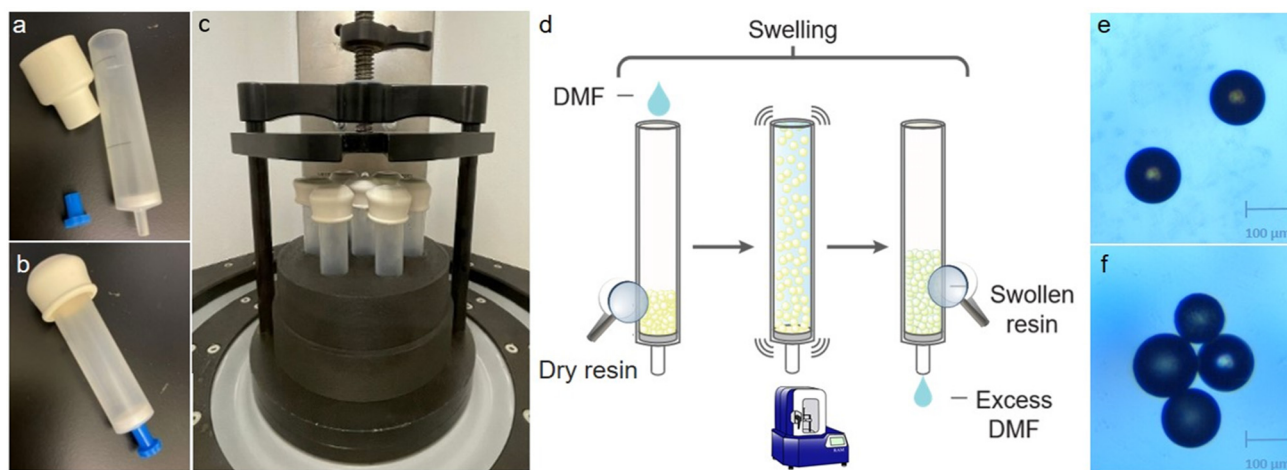 a
b
c
d
Swelling
DMF
Dry resin
Swollen
resin
Excess
DMF
e
100 µm
f
100 µm